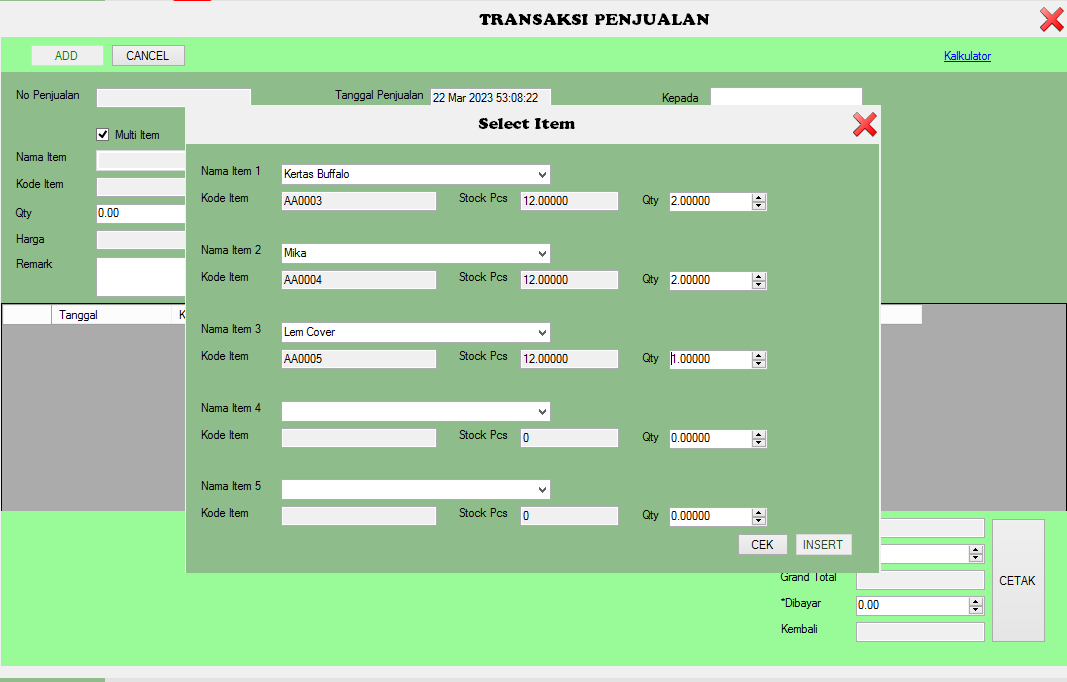 TRANSAKSI PENJUALAN
ADD CANCEL Kalkulator
No Penjualan Tanggal Penjualan 22 Mar 2023 53:08:22 Kepada
Multi Item
Nama Item
Kode Item
Qty 0.00
Harga
Remark
Tanggal K
Select Item
Nama Item 1 Kertas Buffalo
Kode Item AA0003 Stock Pcs 12.00000 Qty 2.00000
Nama Item 2 Mika
Kode Item AA0004 Stock Pcs 12.00000 Qty 2.00000
Nama Item 3 Lem Cover
Kode Item AA0005 Stock Pcs 12.00000 Qty 1.00000
Nama Item 4
Kode Item Stock Pcs 0 Qty 0.00000
Nama Item 5
Kode Item Stock Pcs 0 Qty 0.00000
CEK INSERT
Grand Total
*Dibayar 0.00
Kembali
CETAK